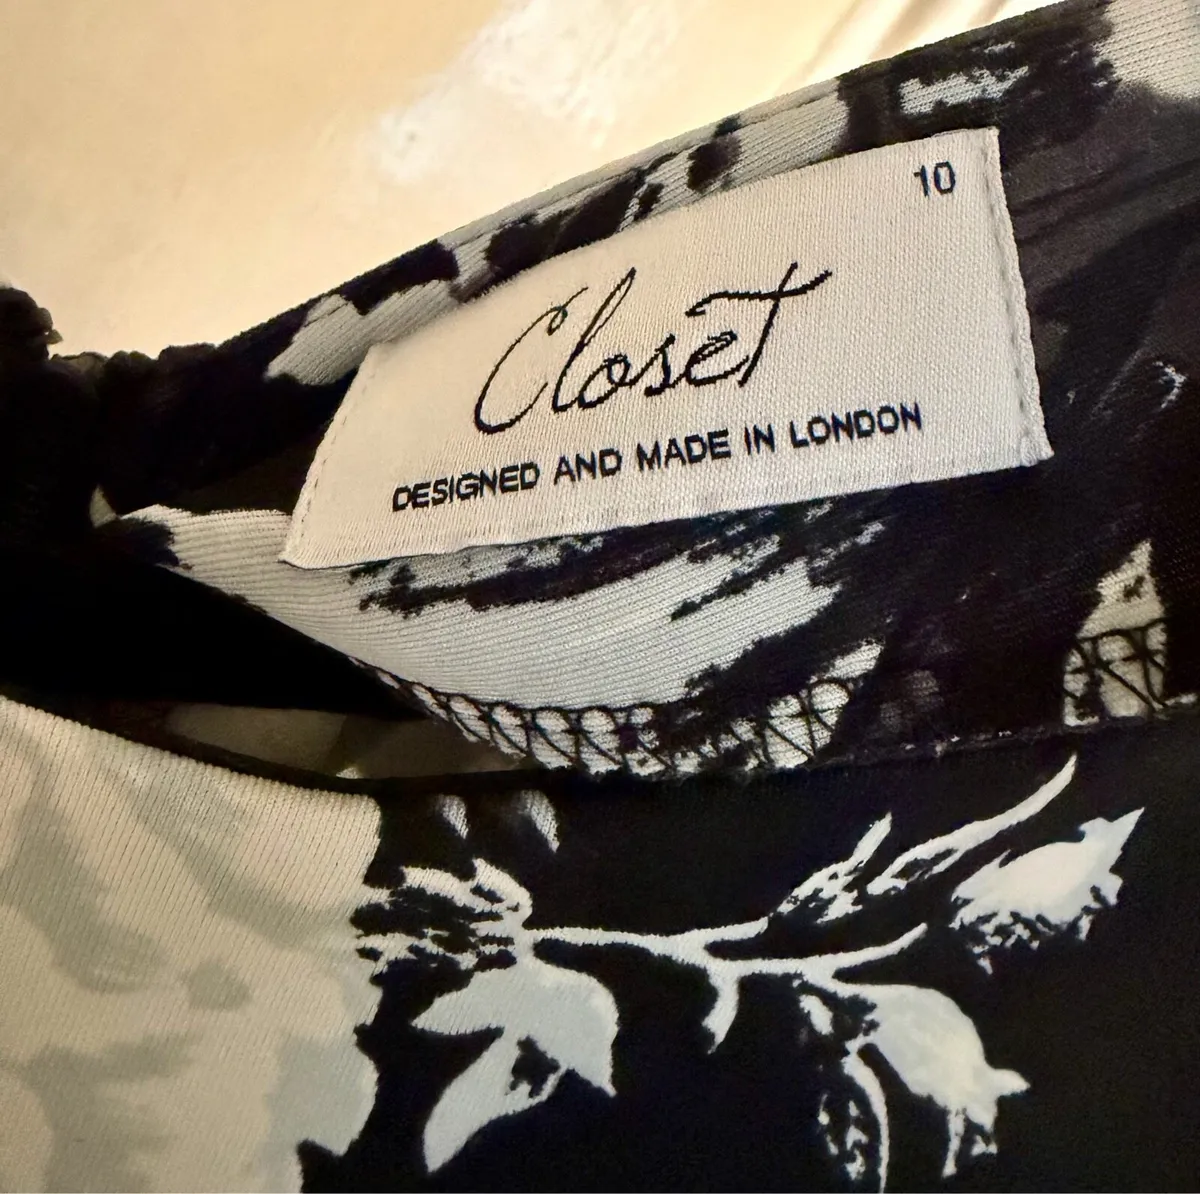 10
Closet
DESIGNED AND MADE IN LONDON